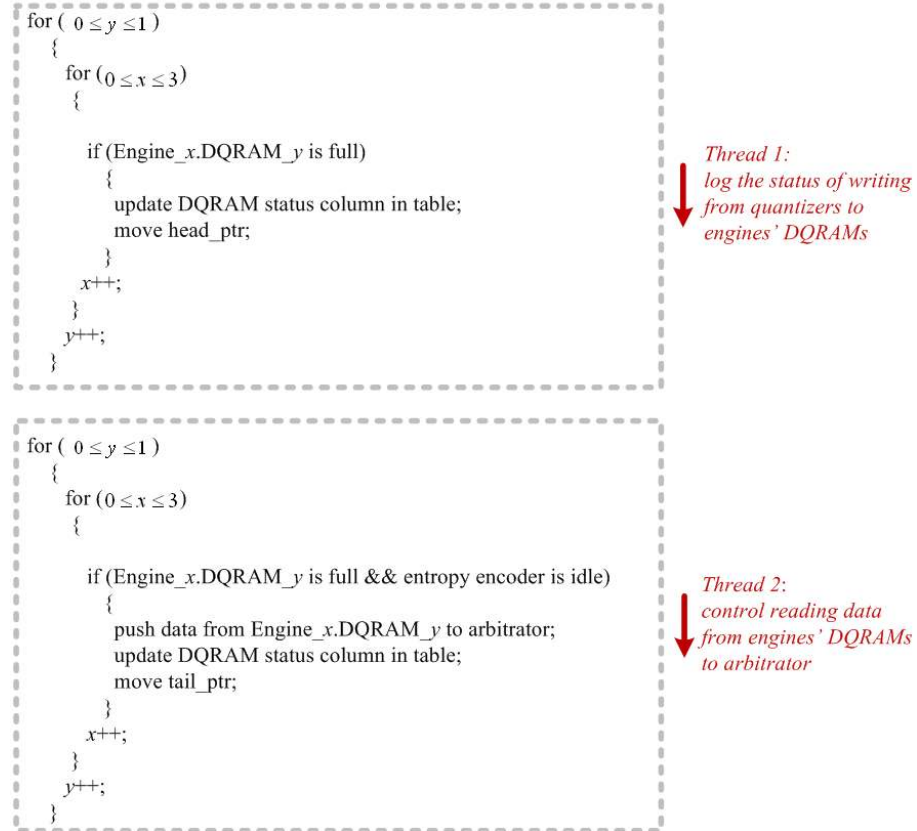 for ( 0 ≤ y ≤1 )
{
for (0 ≤ x ≤ 3)
{
if (Engine_x.DQRAM_y is full)
{
update DQRAM status column in table;
move head_ptr;
}
x++;
}
y++;
}
Thread 1:
log the status of writing
from quantizers to
engines’ DQRAMs
for ( 0 ≤ y ≤1 )
{
for (0 ≤ x ≤ 3)
{
if (Engine_x.DQRAM_y is full && entropy encoder is idle)
{
push data from Engine_x.DQRAM_y to arbitrator;
update DQRAM status column in table;
move tail_ptr;
}
x++;
}
y++;
}
Thread 2:
control reading data
from engines’ DQRAMs
to arbitrator